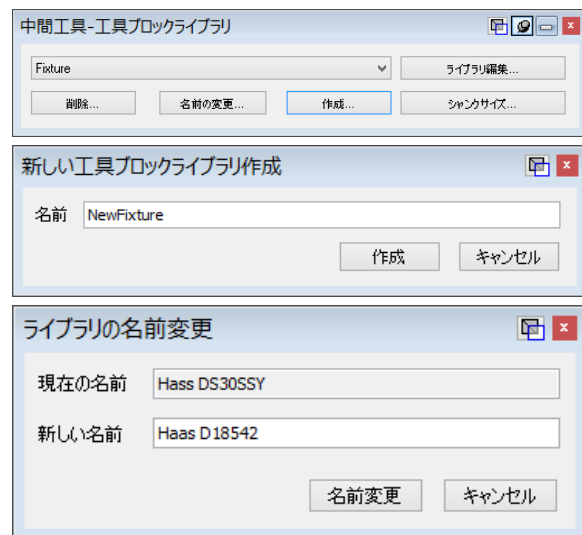 中間工具-工具ブロックライブラリ
Fixture
ライブラリ編集...
削除... 名前の変更... 作成... シャンクサイズ...
新しい工具ブロックライブラリ作成
名前 NewFixture
作成 キャンセル
ライブラリの名前変更
現在の名前 Hass DS30SSY
新しい名前 Haas D18542
名前変更 キャンセル